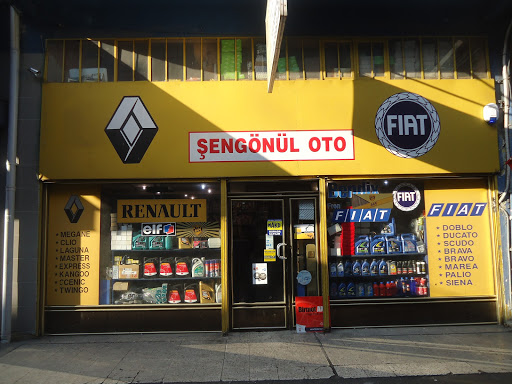 ŞENGÖNÜL OTO
FIAT
RENAULT
elf
MEGANE
CLIO
LAGUNA
MASTER
EXPRESS
KANGOO
SCENIC
TWINGO
FIAT
FIAT
FIAT
DOBLO
DUCATO
SCUDO
BRAVA
BRAVO
MAREA
PALIO
SIENA